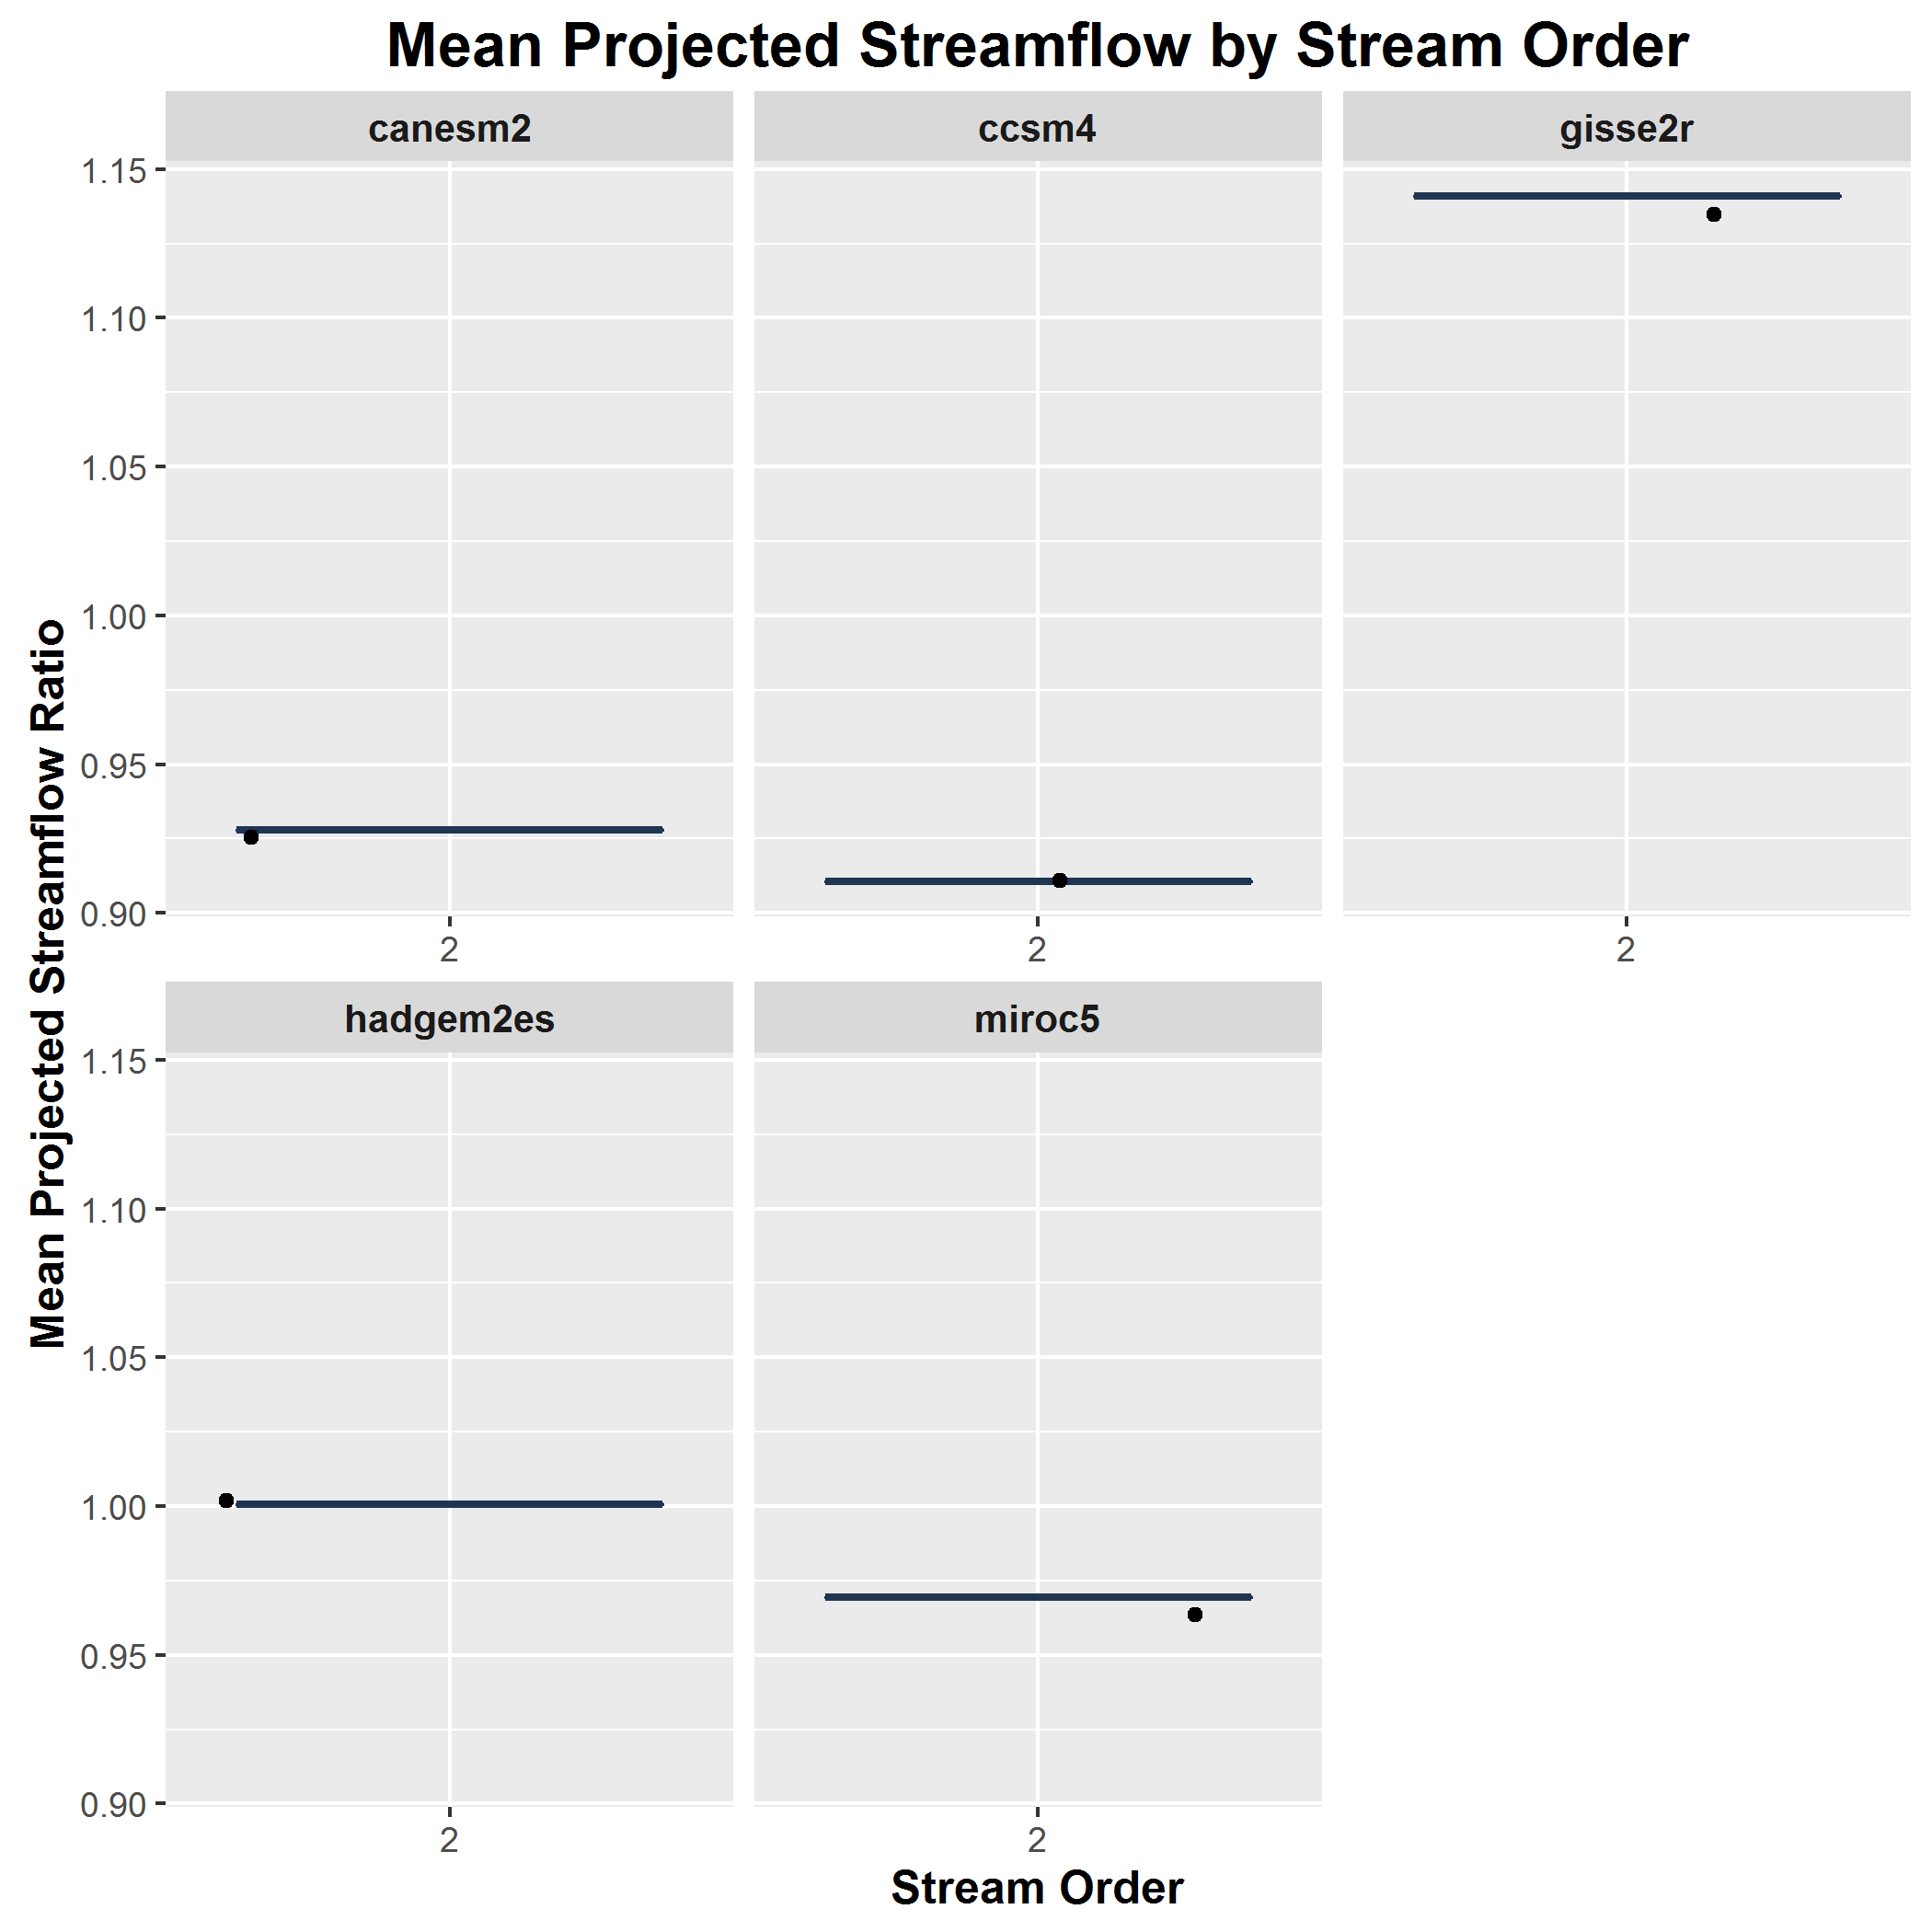 Mean Projected Streamflow by Stream Order
canesm2
ccsm4
gisse2r
1.15
1.10
1.05
1.00
0.95
0.90
2
2
2
Mean Projected Streamflow Ratio
hadgem2es
miroc5
1.15
1.10
1.05
1.00
0.95
0.90
2
2
Stream Order